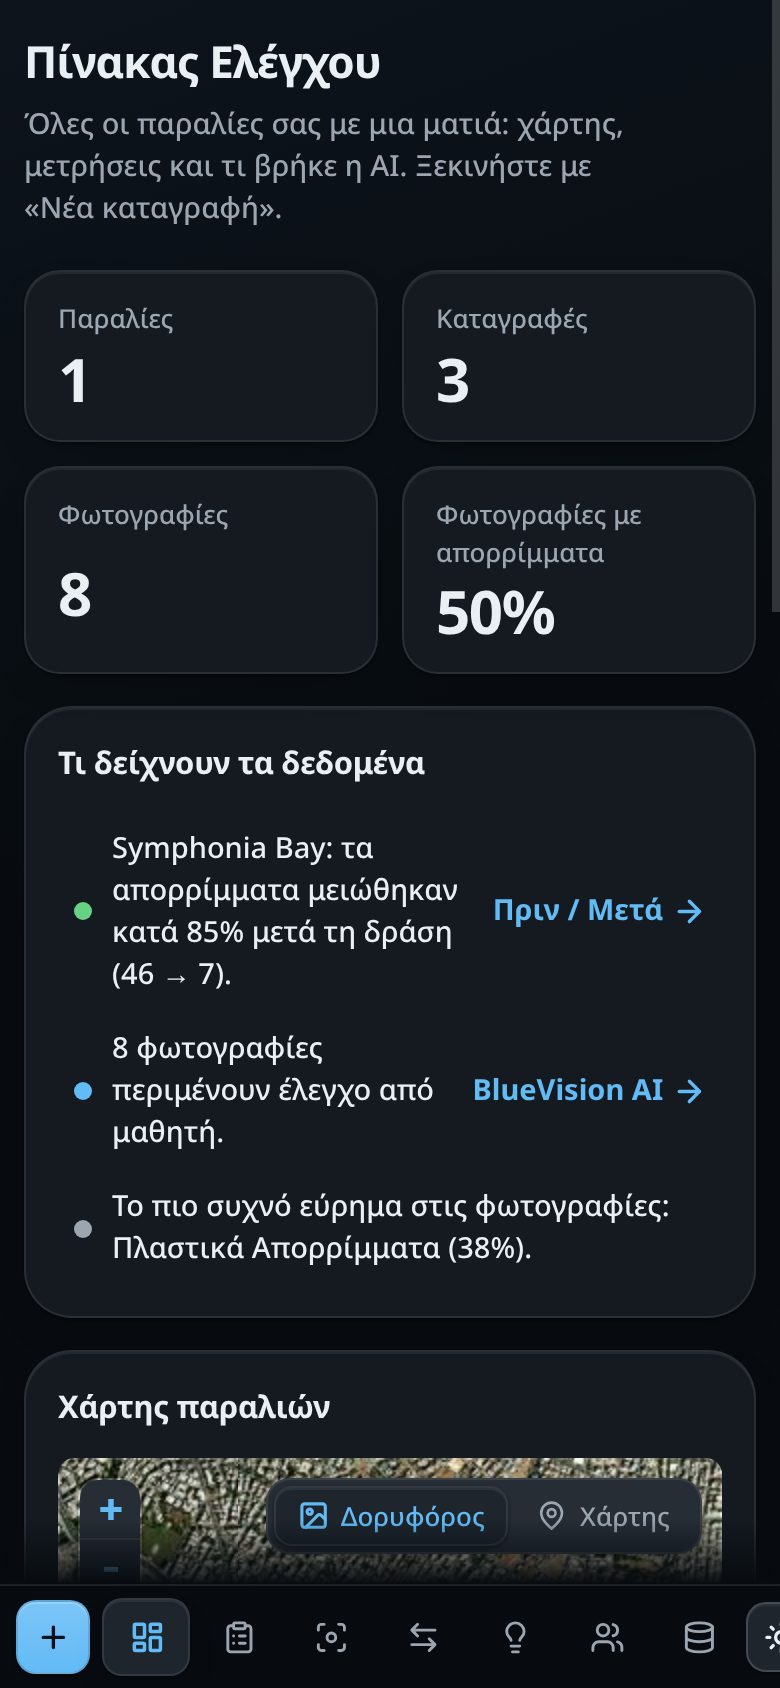 Πίνακας Ελέγχου
Όλες οι παραλίες σας με μια ματιά: χάρτης,
μετρήσεις και τι βρήκε η AI. Ξεκινήστε με
«Νέα καταγραφή».
Παραλίες
1
Καταγραφές
3
Φωτογραφίες
8
Φωτογραφίες με
απορρίμματα
50%
Τι δείχνουν τα δεδομένα
Symphonia Bay: τα
απορρίμματα μειώθηκαν
κατά 85% μετά τη δράση
(46 → 7).
Πριν / Μετά →
8 φωτογραφίες
περιμένουν έλεγχο από
μαθητή.
BlueVision AI →
Το πιο συχνό εύρημα στις φωτογραφίες:
Πλαστικά Απορρίμματα (38%).
Χάρτης παραλιών
+
-
Δορυφόρος
Χάρτης